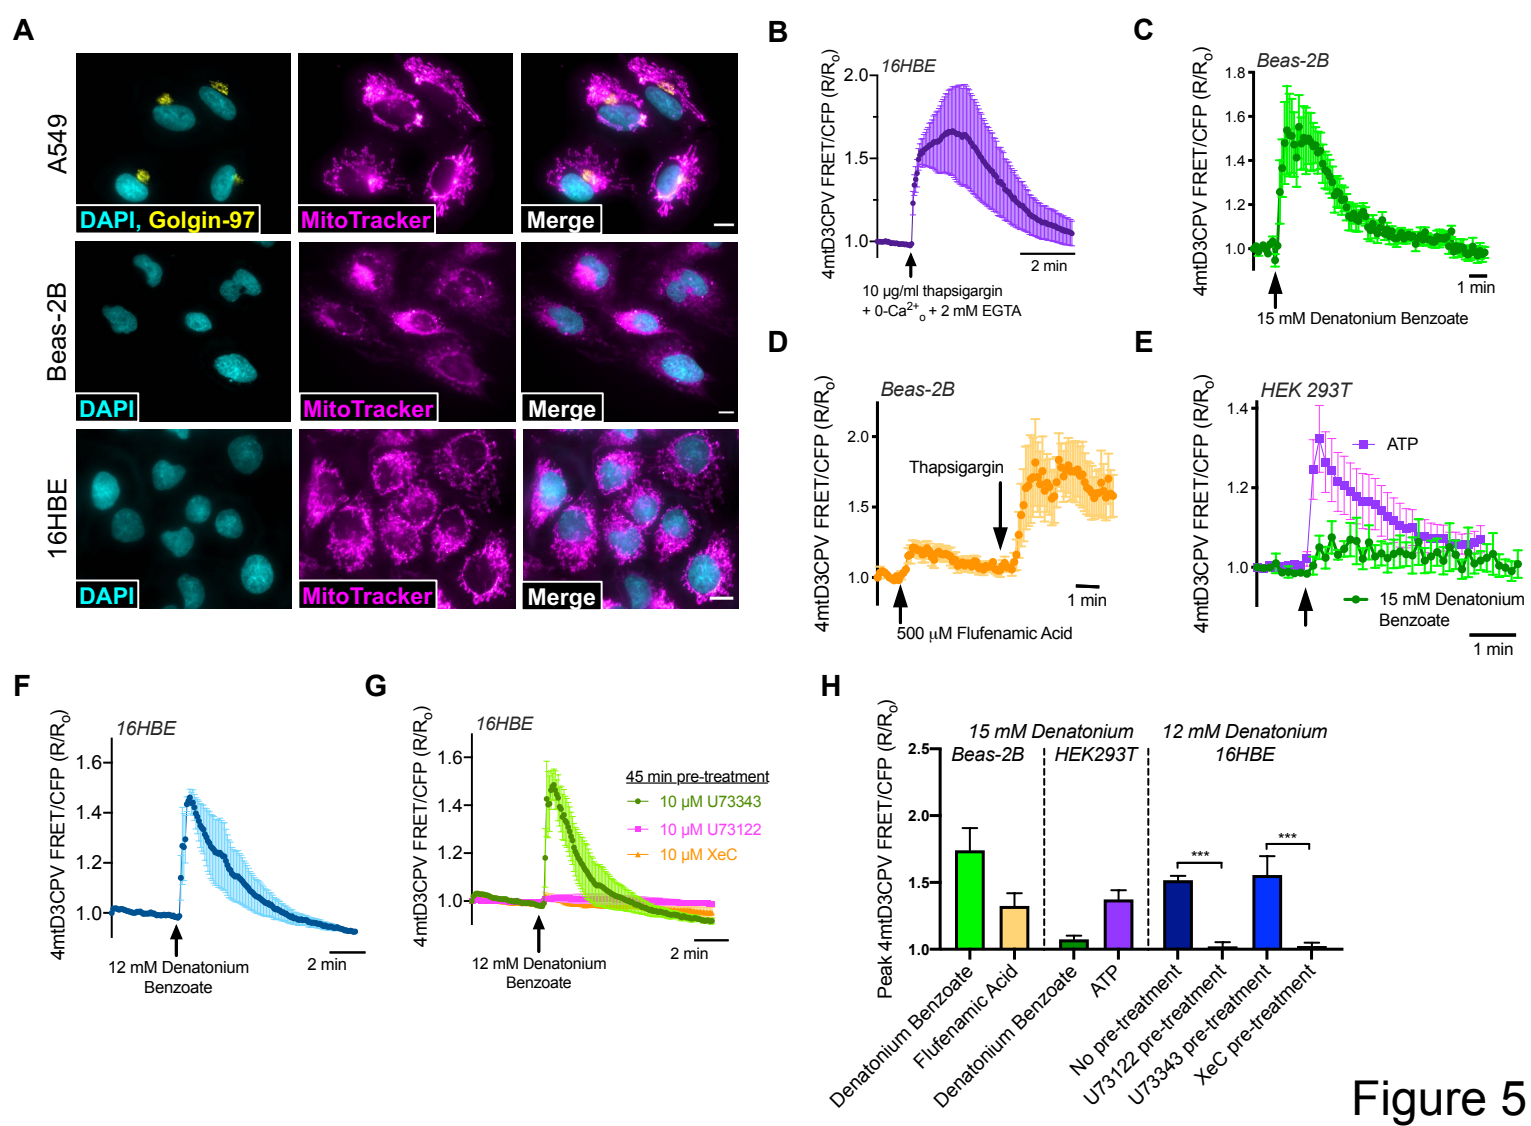 A
A549
DAPI, Golgin-97
MitoTracker
Merge
Beas-2B
DAPI
MitoTracker
Merge
16HBE
DAPI
MitoTracker
Merge
B
16HBE
4mtD3CPV FRET/CFP (R/Ro)
2.0
1.5
1.0
2 min
10 µg/ml thapsigargin
+ 0-Ca2+o + 2 mM EGTA
C
Beas-2B
4mtD3CPV FRET/CFP (R/Ro)
1.8
1.6
1.4
1.2
1.0
1 min
15 mM Denatonium Benzoate
D
Beas-2B
4mtD3CPV FRET/CFP (R/Ro)
2.0
1.5
1.0
Thapsigargin
1 min
500 µM Flufenamic Acid
E
HEK 293T
4mtD3CPV FRET/CFP (R/Ro)
1.4
1.2
1.0
ATP
15 mM Denatonium
Benzoate
1 min
F
16HBE
4mtD3CPV FRET/CFP (R/Ro)
1.6
1.4
1.2
1.0
2 min
12 mM Denatonium
Benzoate
G
16HBE
4mtD3CPV FRET/CFP (R/Ro)
1.6
1.4
1.2
1.0
45 min pre-treatment
10 µM U73343
10 µM U73122
10 µM XeC
2 min
12 mM Denatonium
Benzoate
H
Peak 4mtD3CPV FRET/CFP (R/Ro)
2.5
2.0
1.5
1.0
15 mM Denatonium
Beas-2B
HEK293T
12 mM Denatonium
16HBE
***
***
Denatonium Benzoate
Flufenamic Acid
Denatonium Benzoate
ATP
No pre-treatment
U73122 pre-treatment
U73343 pre-treatment
XeC pre-treatment
Figure 5